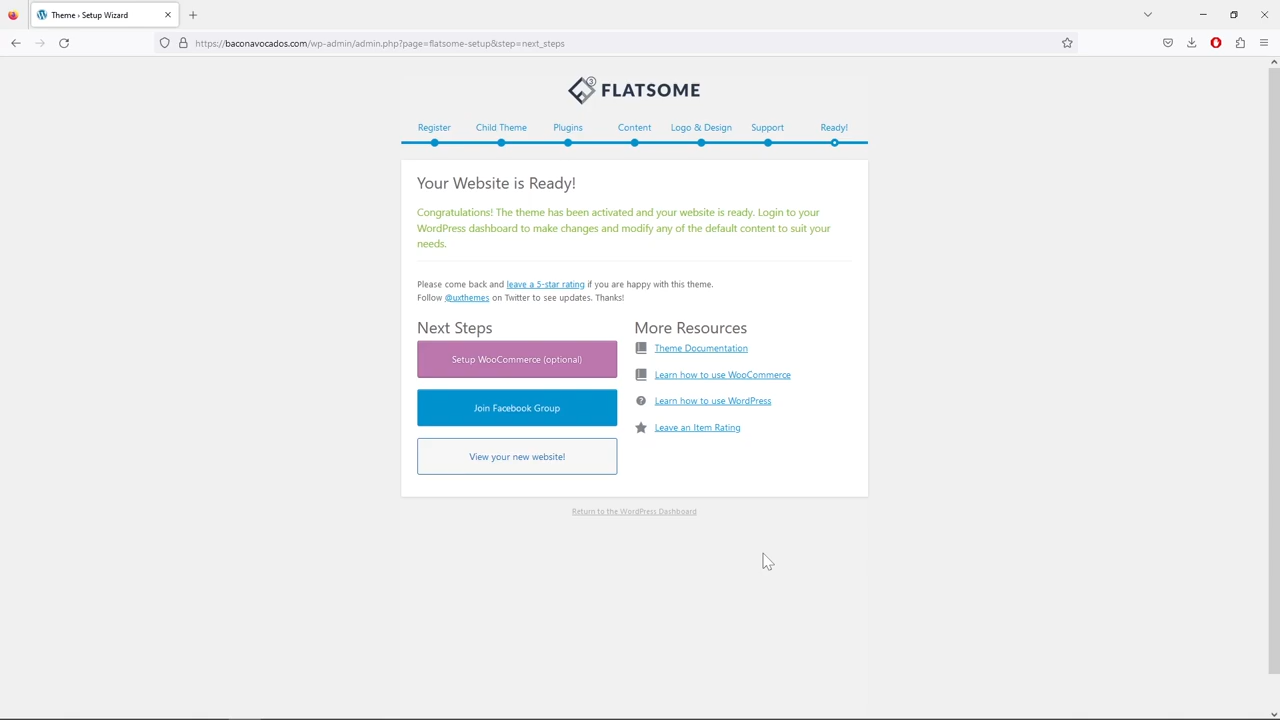 Theme › Setup Wizard
https://baconavocados.com/wp-admin/admin.php?page=flatsome-setup&step=next_steps
3
FLATSOME
Register
Child Theme
Plugins
Content
Logo & Design
Support
Ready!
Your Website is Ready!
Congratulations! The theme has been activated and your website is ready. Login to your
WordPress dashboard to make changes and modify any of the default content to suit your
needs.
Please come back and leave a 5-star rating if you are happy with this theme.
Follow @uxthemes on Twitter to see updates. Thanks!
Next Steps
Setup WooCommerce (optional)
Join Facebook Group
View your new website!
More Resources
Theme Documentation
Learn how to use WooCommerce
Learn how to use WordPress
Leave an Item Rating
Return to the WordPress Dashboard